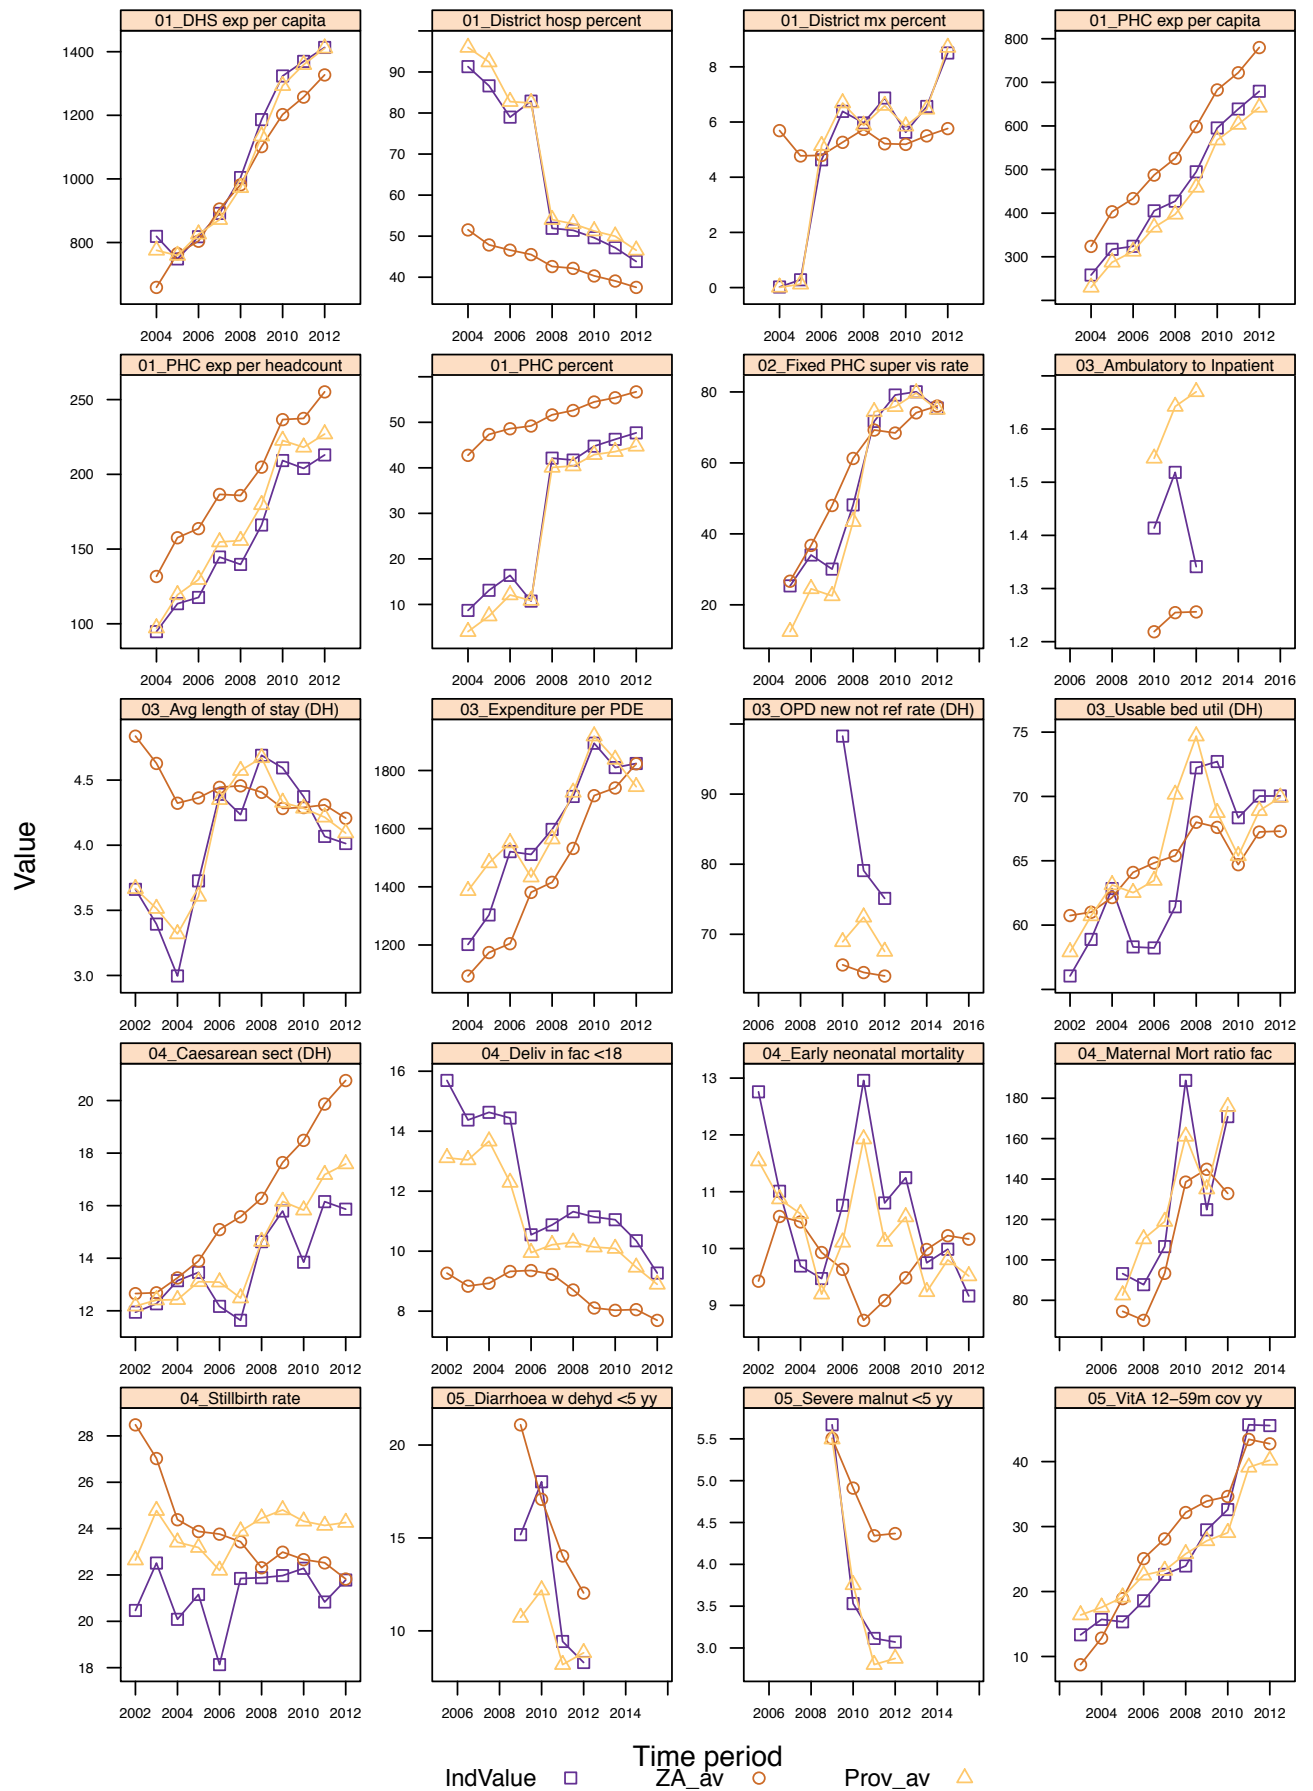 01_DHS exp per capita
01_District hosp percent
01_District mx percent
01_PHC exp per capita
1400
1200
1000
800
2004 2006 2008 2010 2012
90
80
70
60
50
40
2004 2006 2008 2010 2012
8
6
4
2
0
2004 2006 2008 2010 2012
800
700
600
500
400
300
2004 2006 2008 2010 2012
01_PHC exp per headcount
01_PHC percent
02_Fixed PHC super vis rate
03_Ambulatory to Inpatient
250
200
150
100
2004 2006 2008 2010 2012
50
40
30
20
10
2004 2006 2008 2010 2012
80
60
40
20
2004 2006 2008 2010 2012
1.6
1.5
1.4
1.3
1.2
2006 2008 2010 2012 2014 2016
03_Avg length of stay (DH)
03_Expenditure per PDE
03_OPD new not ref rate (DH)
03_Usable bed util (DH)
4.5
4.0
3.5
3.0
2002 2004 2006 2008 2010 2012
1800
1600
1400
1200
2004 2006 2008 2010 2012
90
80
70
2006 2008 2010 2012 2014 2016
75
70
65
60
2002 2004 2006 2008 2010 2012
04_Caesarean sect (DH)
04_Deliv in fac <18
04_Early neonatal mortality
04_Maternal Mort ratio fac
20
18
16
14
12
2002 2004 2006 2008 2010 2012
16
14
12
10
8
2002 2004 2006 2008 2010 2012
13
12
11
10
9
2002 2004 2006 2008 2010 2012
180
160
140
120
100
80
2006 2008 2010 2012 2014
04_Stillbirth rate
05_Diarrhoea w dehyd <5 yy
05_Severe malnut <5 yy
05_VitA 12−59m cov yy
28
26
24
22
20
18
2002 2004 2006 2008 2010 2012
20
15
10
2006 2008 2010 2012 2014
5.5
5.0
4.5
4.0
3.5
3.0
2006 2008 2010 2012 2014
40
30
20
10
2004 2006 2008 2010 2012
Value
Time period
IndValue ZA_av Prov_av